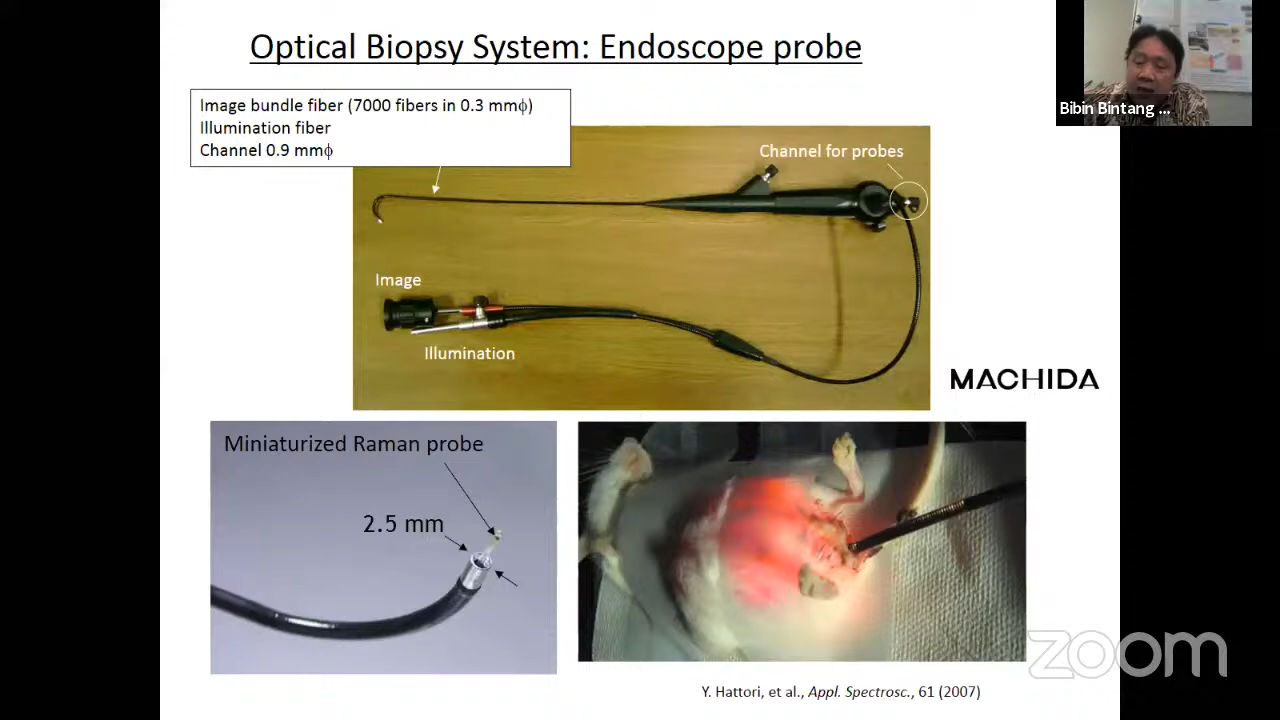 Optical Biopsy System: Endoscope probe
Image bundle fiber (7000 fibers in 0.3 mmϕ)
Illumination fiber
Channel 0.9 mmϕ
Channel for probes
Image
Illumination
MACHIDA
Miniaturized Raman probe
2.5 mm
Y. Hattori, et al., Appl. Spectrosc., 61 (2007)
Bibin Bintang ...
zoom